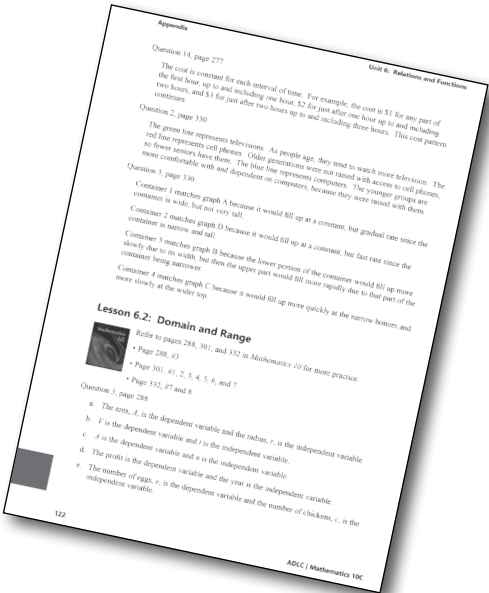 Appendix
Unit 6: Relations and Functions
Question 14, page 277
The cost is constant for each interval of time. For example, the cost is $1 for any part of
the first hour, up to and including one hour, $2 for just after one hour up to and including
two hours, and $3 for just after two hours up to and including three hours. This cost pattern
continues
Question 2, page 330
The green line represents televisions. As people age, they tend to watch more television. The
red line represents cell phones. Older generations were not raised with access to cell phones,
so fewer seniors have them. The blue line represents computers. The younger groups are
more comfortable with and dependent on computers, because they were raised with them
Question 3, page 330
Container 1 matches graph A because it would fill up at a constant, but gradual rate since the
container is wide, but not very tall.
Container 2 matches graph D because it would fill up at a constant, but fast rate since the
container is narrow and tall.
Container 3 matches graph B because the lower portion of the container would fill up more
slowly due to its width, but then the upper part would fill more rapidly due to that part of the
container being narrower.
Container 4 matches graph C because it would fill up more quickly at the narrow bottom and
more slowly at the wider top.
Lesson 6.2: Domain and Range
mathematics
10
Refer to pages 288, 301, and 332 in Mathematics 10 for more practice.
• Page 288, #3
• Page 301, #1, 2, 3, 4, 5, 6, and 7
• Page 332, #7 and 8
Question 3, page 288
a. The area, A, is the dependent variable and the radius, r, is the independent variable.
b. V is the dependent variable and t is the independent variable.
c. A is the dependent variable and n is the independent variable.
d. The profit is the dependent variable and the year is the independent variable.
e. The number of eggs, e, is the dependent variable and the number of chickens, c, is the
independent variable.
122
ADLC | Mathematics 10C